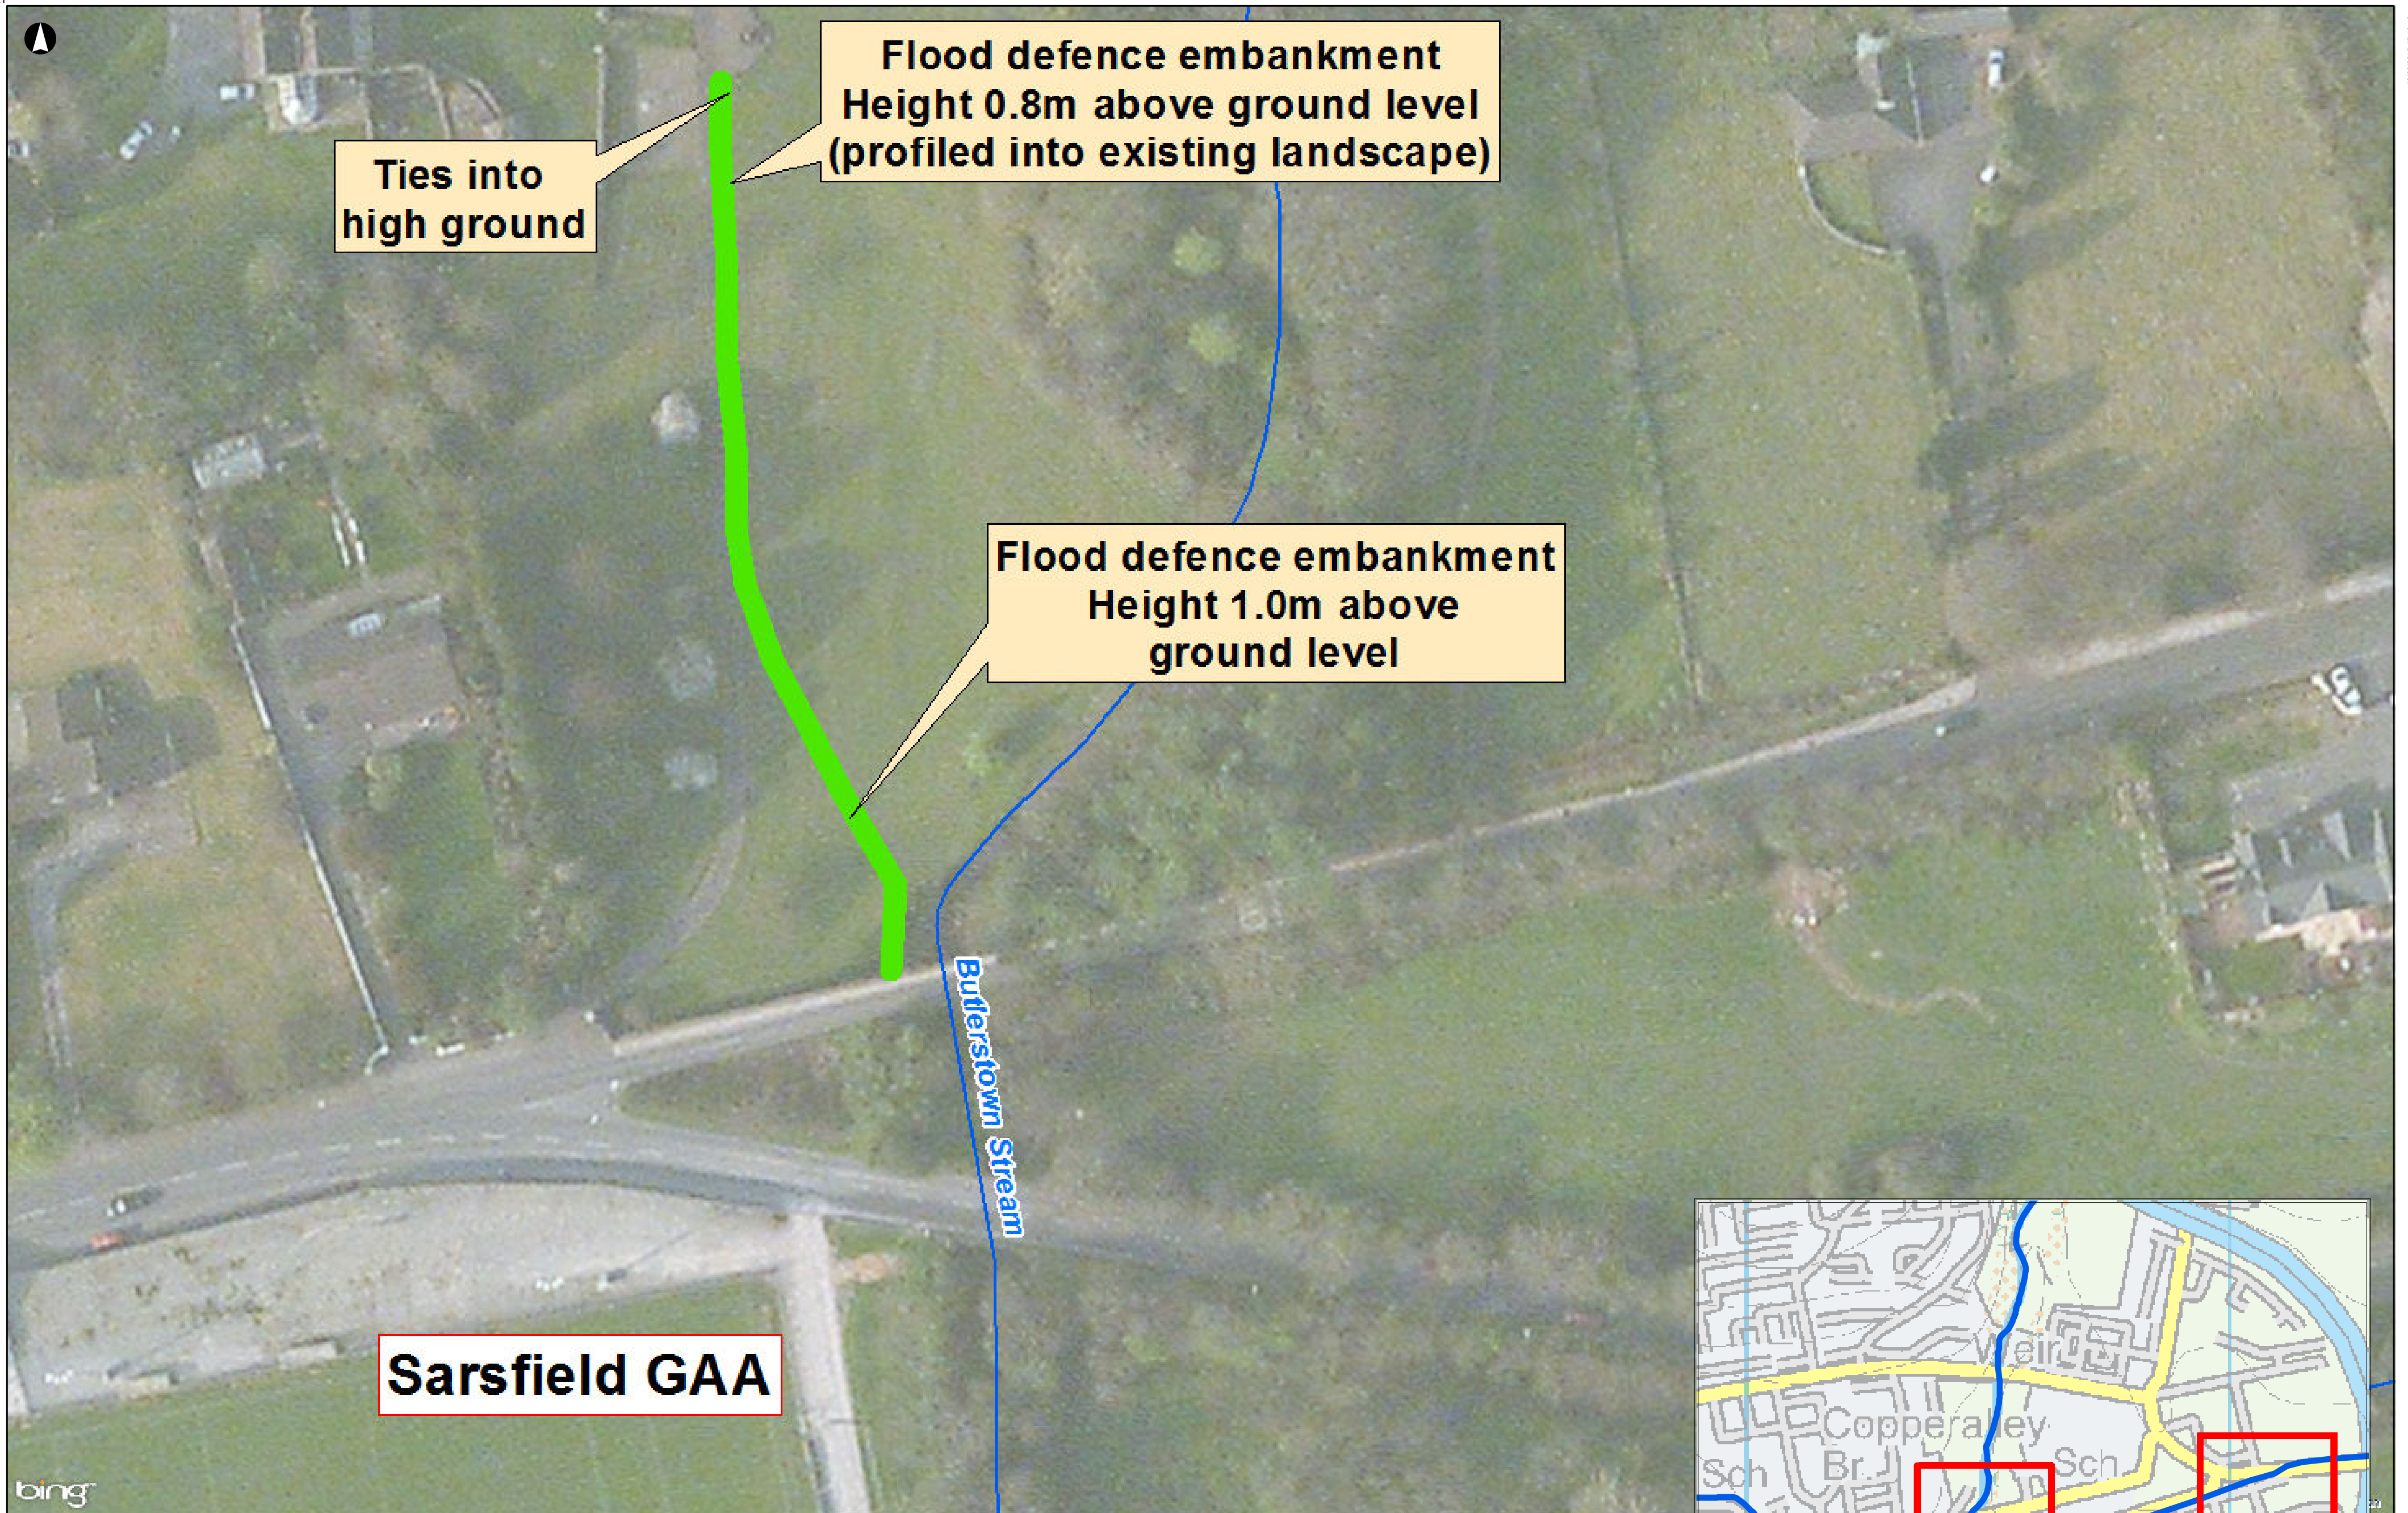 Flood defence embankment
Height 0.8m above ground level
(profiled into existing landscape)
Ties into
high ground
Flood defence embankment
Height 1.0m above
ground level
Butlerstown Stream
Sarsfield GAA
Weir
Copperalley
Br.
Sch
Sch
bing